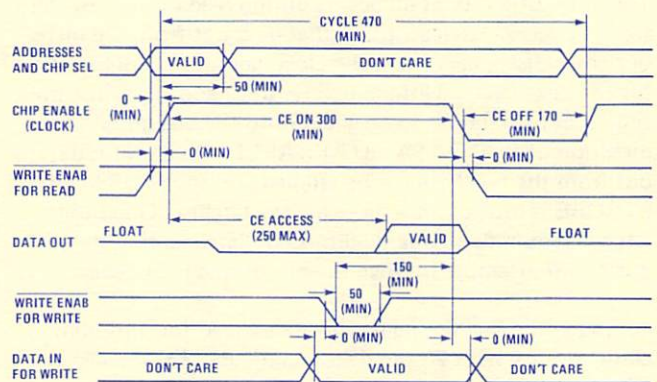 CYCLE 470
(MIN)
ADDRESSES
AND CHIP SEL
VALID
DON'T CARE
50 (MIN)
0
(MIN)
CHIP ENABLE
(CLOCK)
CE ON 300
(MIN)
CE OFF 170
(MIN)
0 (MIN)
0 (MIN)
WRITE ENAB
FOR READ
CE ACCESS
(250 MAX)
DATA OUT
FLOAT
VALID
FLOAT
150
(MIN)
50
(MIN)
WRITE ENAB
FOR WRITE
0 (MIN)
0 (MIN)
DATA IN
FOR WRITE
DON'T CARE
VALID
DON'T CARE